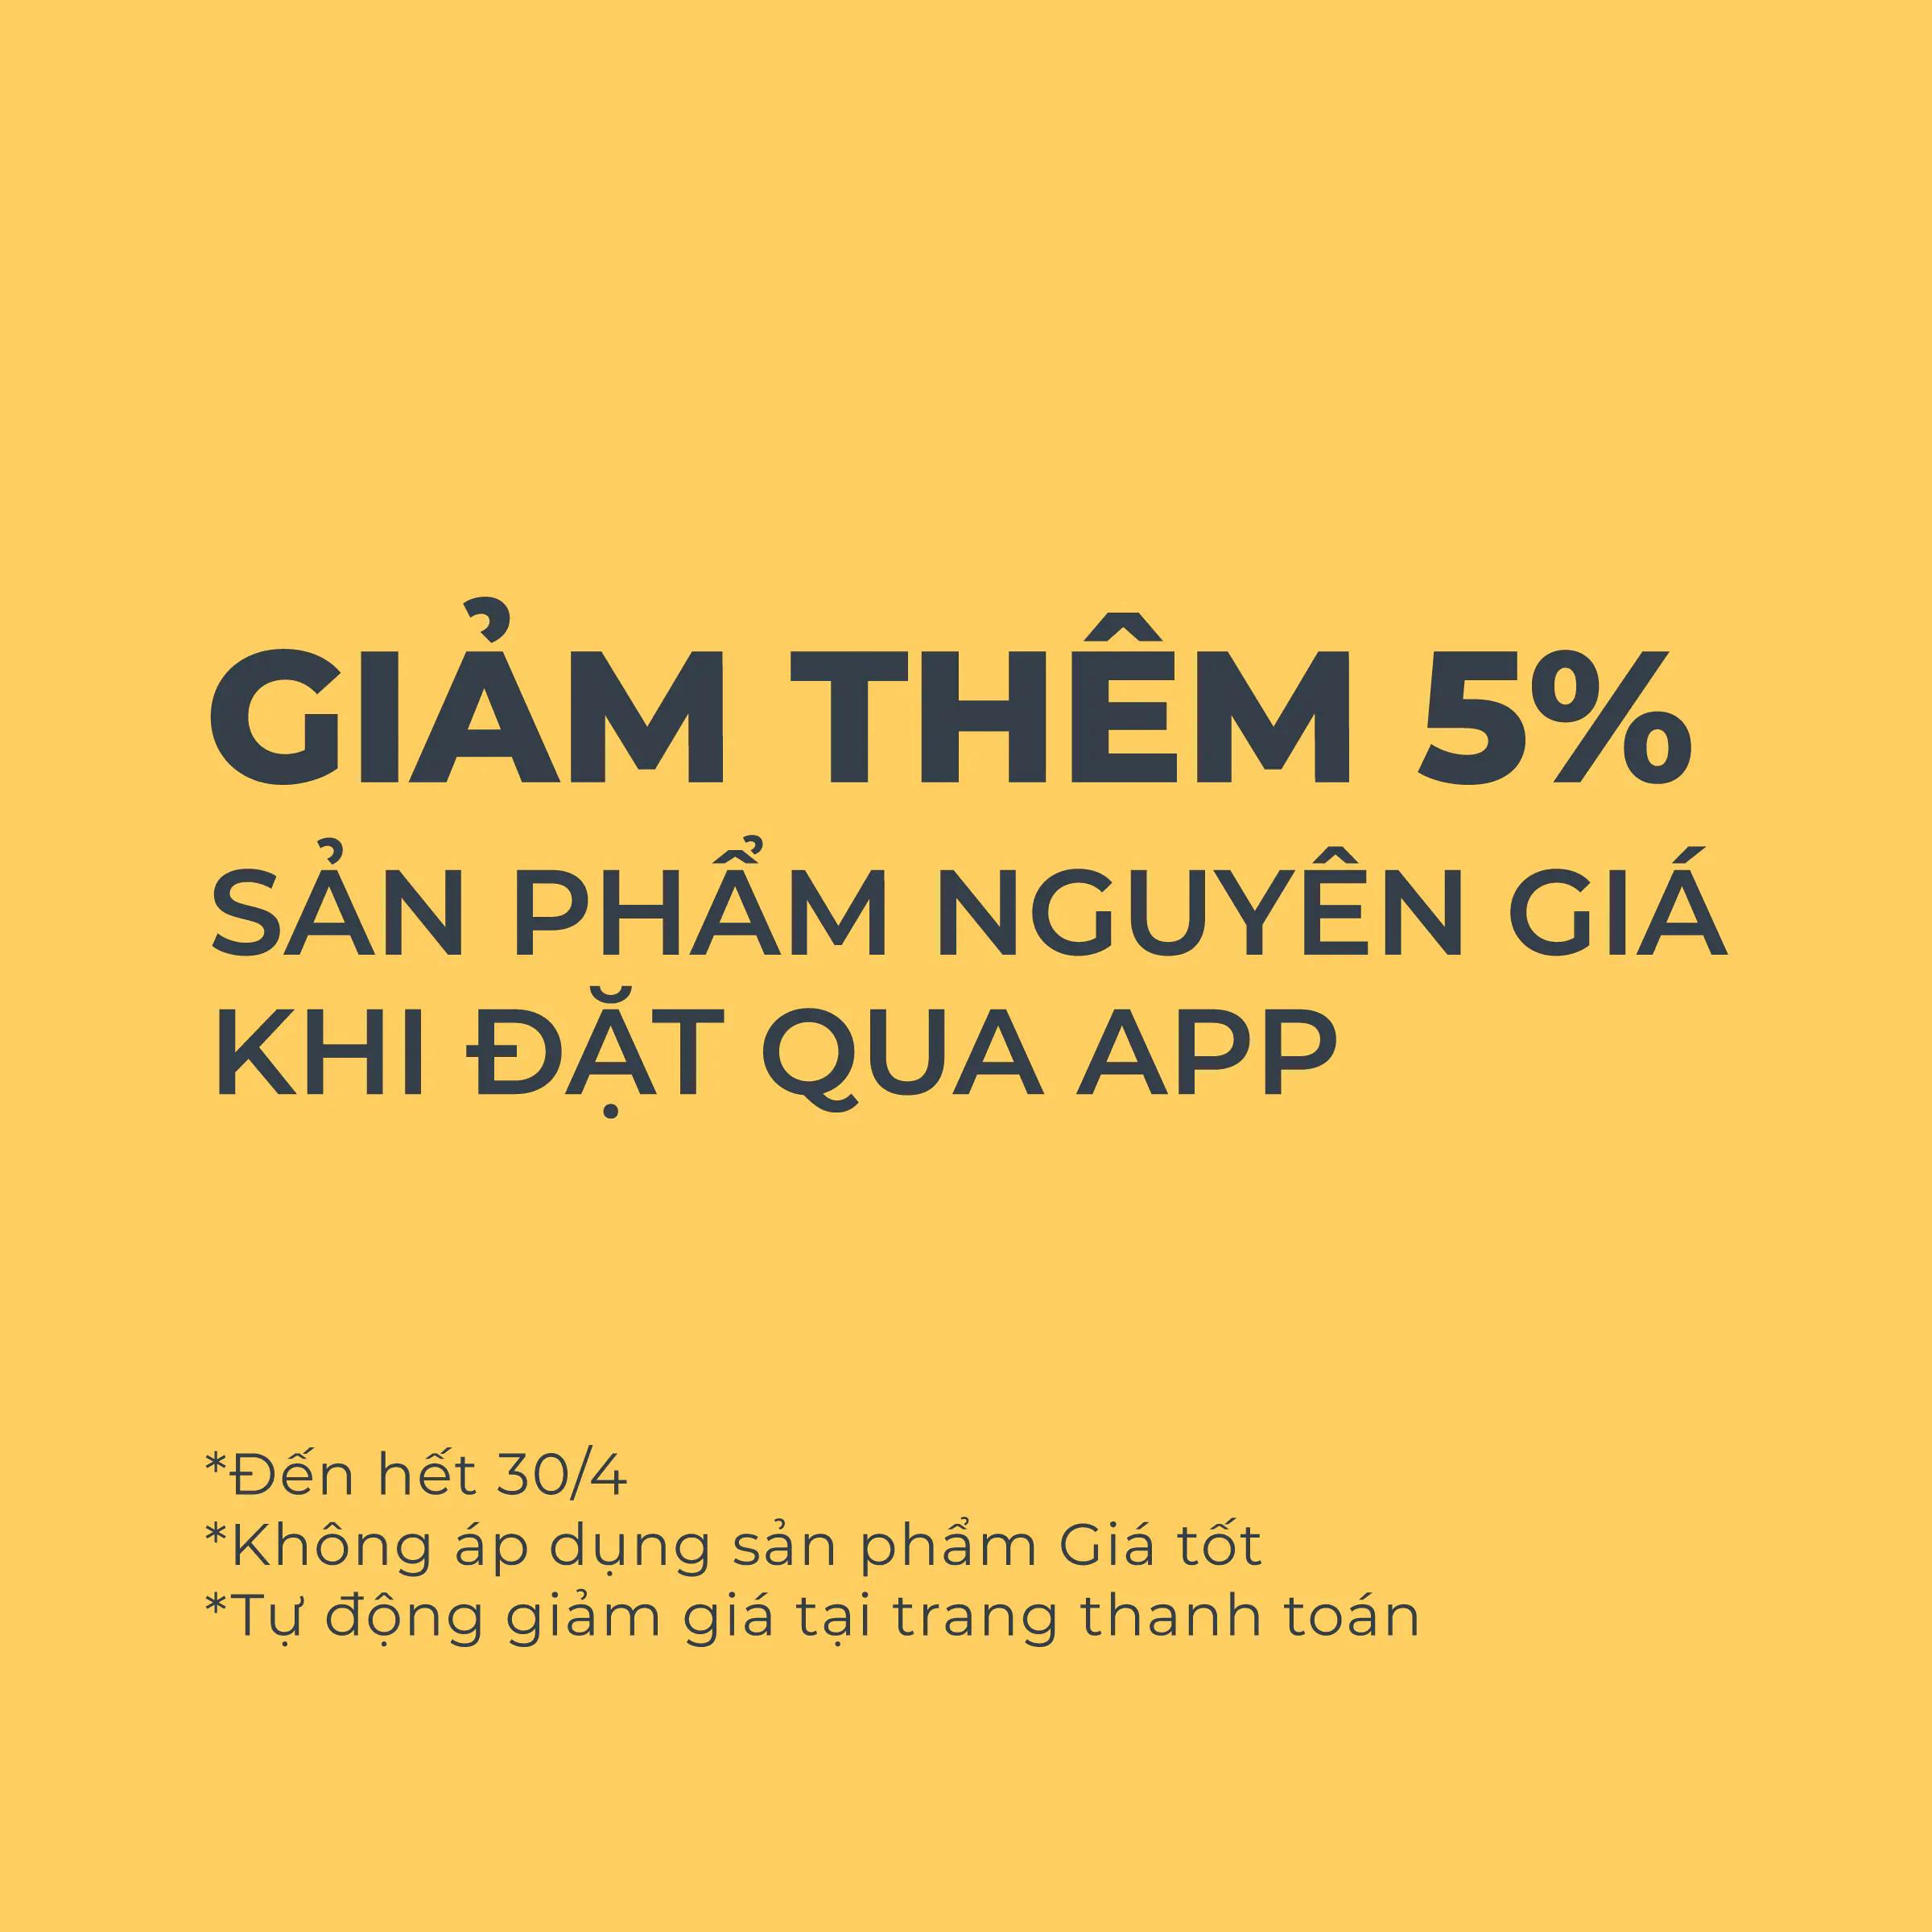 GIẢM THÊM 5%
SẢN PHẨM NGUYÊN GIÁ
KHI ĐẶT QUA APP
*Đến hết 30/4
*Không áp dụng sản phẩm Giá tốt
*Tự động giảm giá tại trang thanh toán